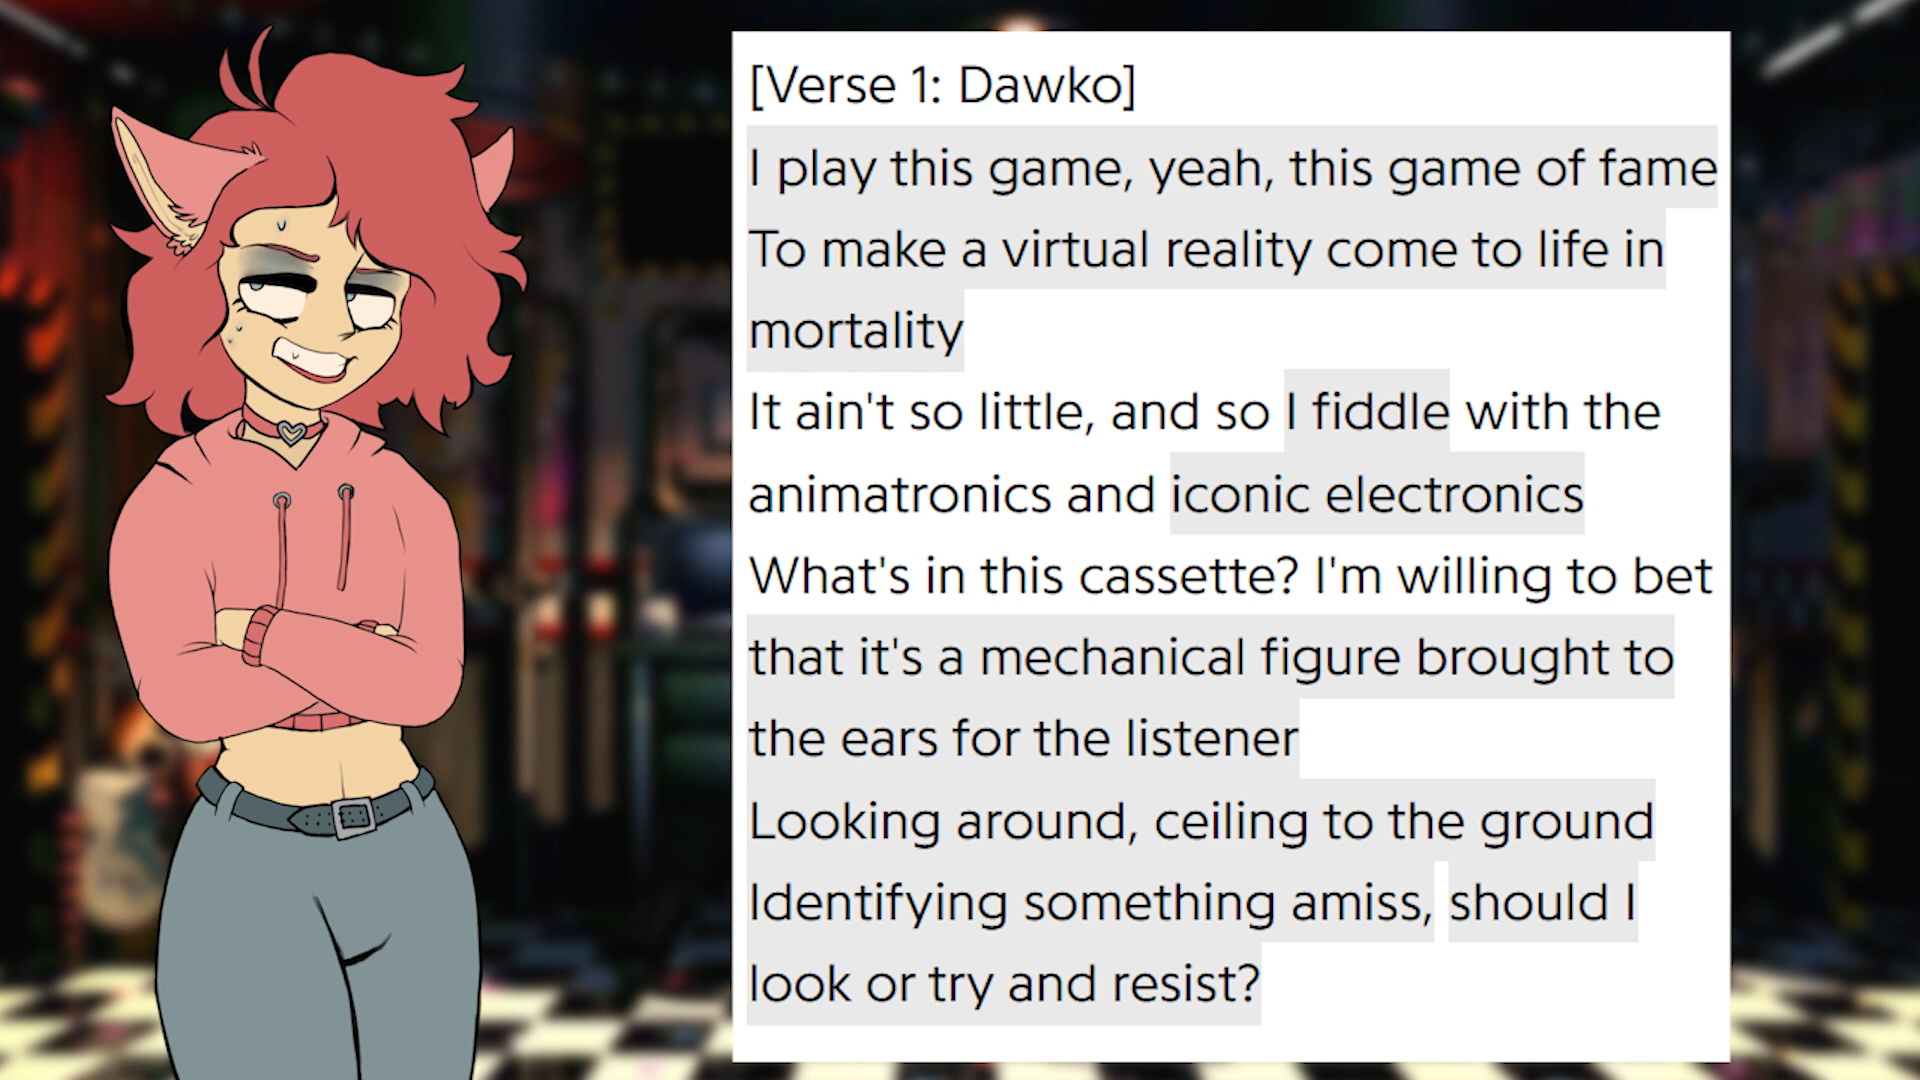 [Verse 1: Dawko]
I play this game, yeah, this game of fame
To make a virtual reality come to life in
mortality
It ain't so little, and so I fiddle with the
animatronics and iconic electronics
What's in this cassette? I'm willing to bet
that it's a mechanical figure brought to
the ears for the listener
Looking around, ceiling to the ground
Identifying something amiss, should I
look or try and resist?